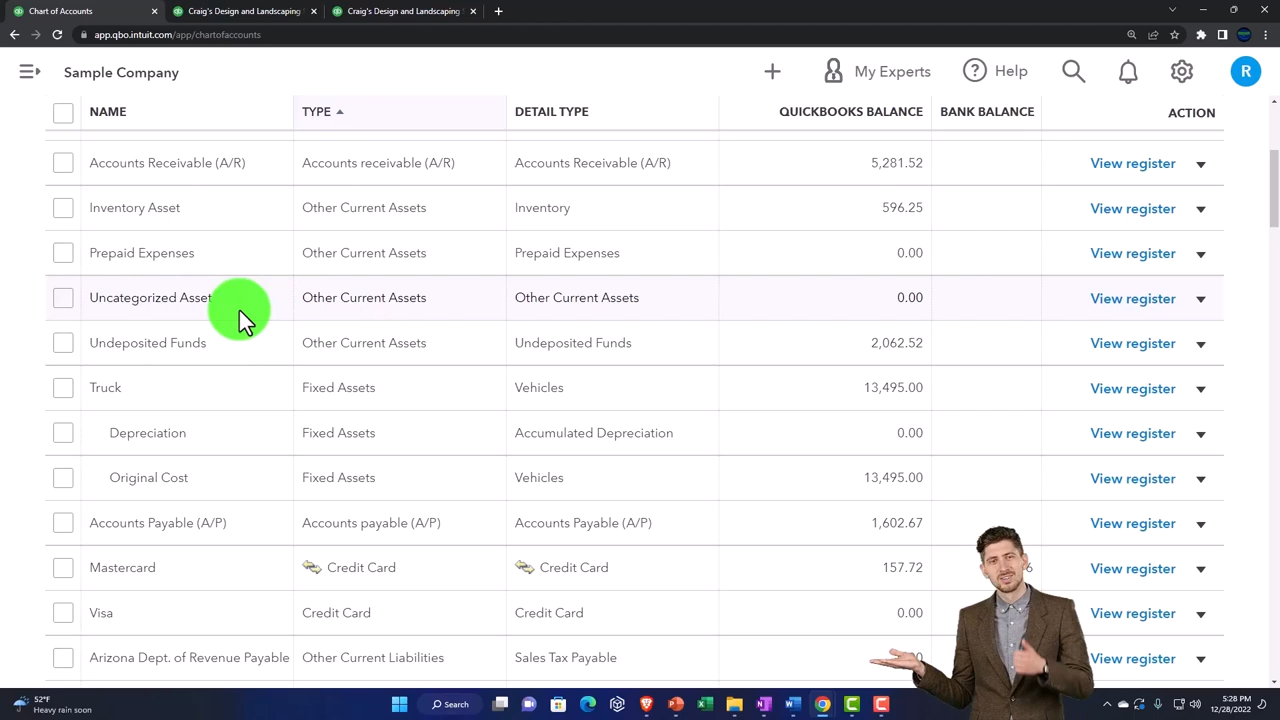 Chart of Accounts
Craig's Design and Landscaping
Craig's Design and Landscaping S
app.qbo.intuit.com/app/chartofaccounts
Sample Company
My Experts
Help
R
NAME TYPE DETAIL TYPE QUICKBOOKS BALANCE BANK BALANCE ACTION
Accounts Receivable (A/R) Accounts receivable (A/R) Accounts Receivable (A/R) 5,281.52 View register
Inventory Asset Other Current Assets Inventory 596.25 View register
Prepaid Expenses Other Current Assets Prepaid Expenses 0.00 View register
Uncategorized Asset Other Current Assets Other Current Assets 0.00 View register
Undeposited Funds Other Current Assets Undeposited Funds 2,062.52 View register
Truck Fixed Assets Vehicles 13,495.00 View register
Depreciation Fixed Assets Accumulated Depreciation 0.00 View register
Original Cost Fixed Assets Vehicles 13,495.00 View register
Accounts Payable (A/P) Accounts payable (A/P) Accounts Payable (A/P) 1,602.67 View register
Mastercard Credit Card Credit Card 157.72 6 View register
Visa Credit Card Credit Card 0.00 View register
Arizona Dept. of Revenue Payable Other Current Liabilities Sales Tax Payable View register
52°F
Heavy rain soon
Search
5:28 PM
12/28/2022